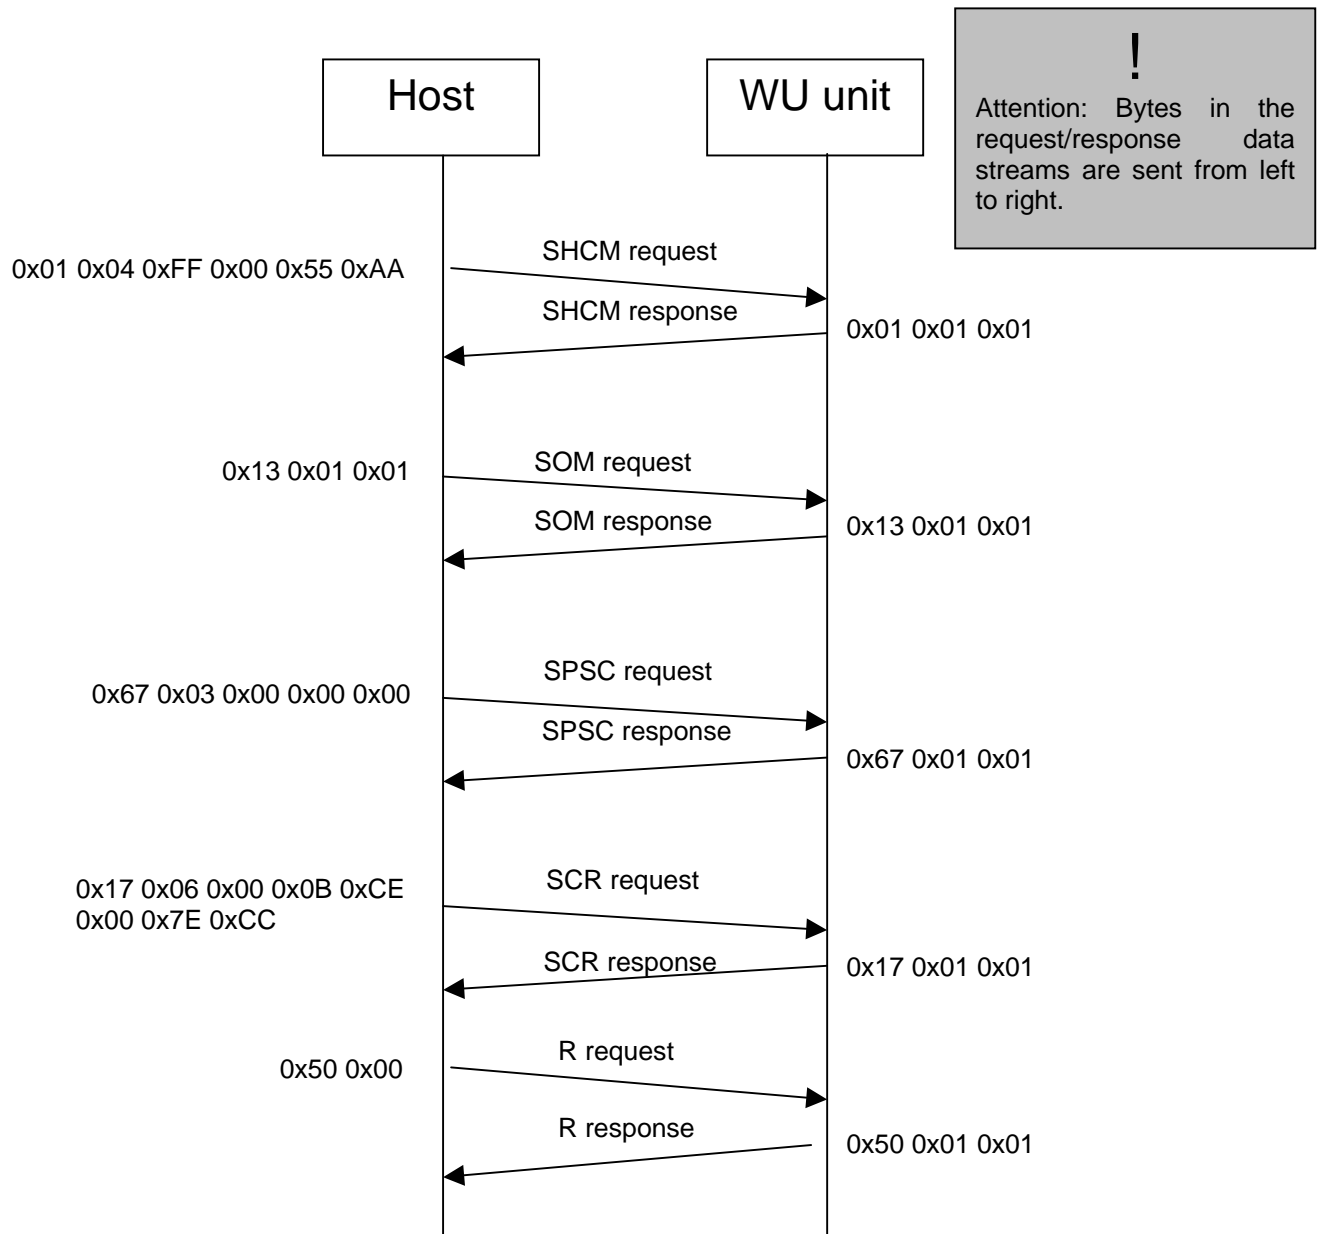 Host
WU unit
!
Attention: Bytes in the
request/response data
streams are sent from left
to right.
SHCM request
0x01 0x04 0xFF 0x00 0x55 0xAA
SHCM response
0x01 0x01 0x01
SOM request
0x13 0x01 0x01
SOM response
0x13 0x01 0x01
SPSC request
0x67 0x03 0x00 0x00 0x00
SPSC response
0x67 0x01 0x01
SCR request
0x17 0x06 0x00 0x0B 0xCE
0x00 0x7E 0xCC
SCR response
0x17 0x01 0x01
R request
0x50 0x00
R response
0x50 0x01 0x01